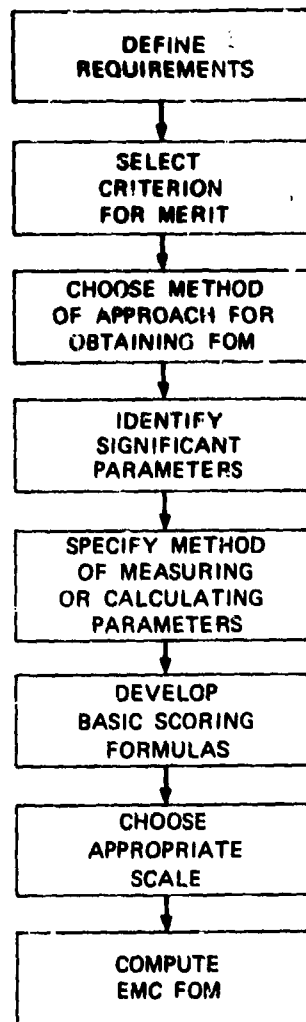 DEFINE
REQUIREMENTS
SELECT
CRITERION
FOR MERIT
CHOOSE METHOD
OF APPROACH FOR
OBTAINING FOM
IDENTIFY
SIGNIFICANT
PARAMETERS
SPECIFY METHOD
OF MEASURING
OR CALCULATING
PARAMETERS
DEVELOP
BASIC SCORING
FORMULAS
CHOOSE
APPROPRIATE
SCALE
COMPUTE
EMC FOM